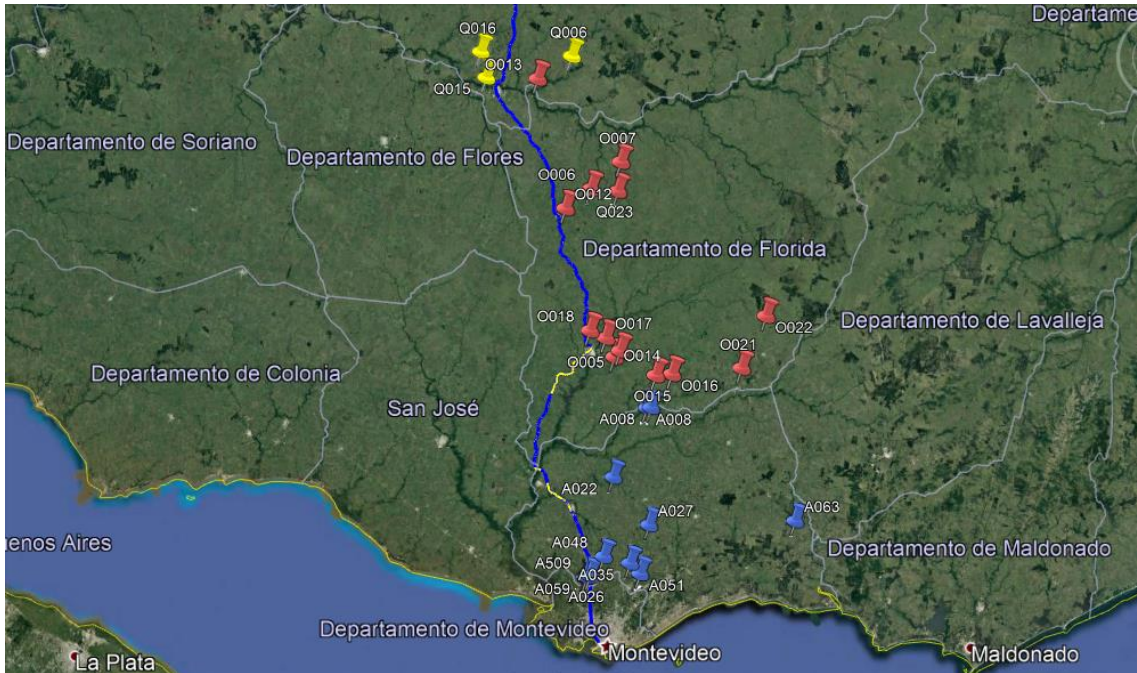 Departame
Q016
Q006
O013
Q015
Departamento de Soriano
Departamento de Flores
O007
O006
O012
Q023
Departamento de Florida
O018
O017
O022
Departamento de Lavalleja
O005
O014
O021
Departamento de Colonia
O015
O016
San José
A008
A008
A022
A027
A063
A048
uenos Aires
Departamento de Maldonado
A509
A035
A051
A059
A026
Departamento de Montevideo
Montevideo
Maldonado
La Plata